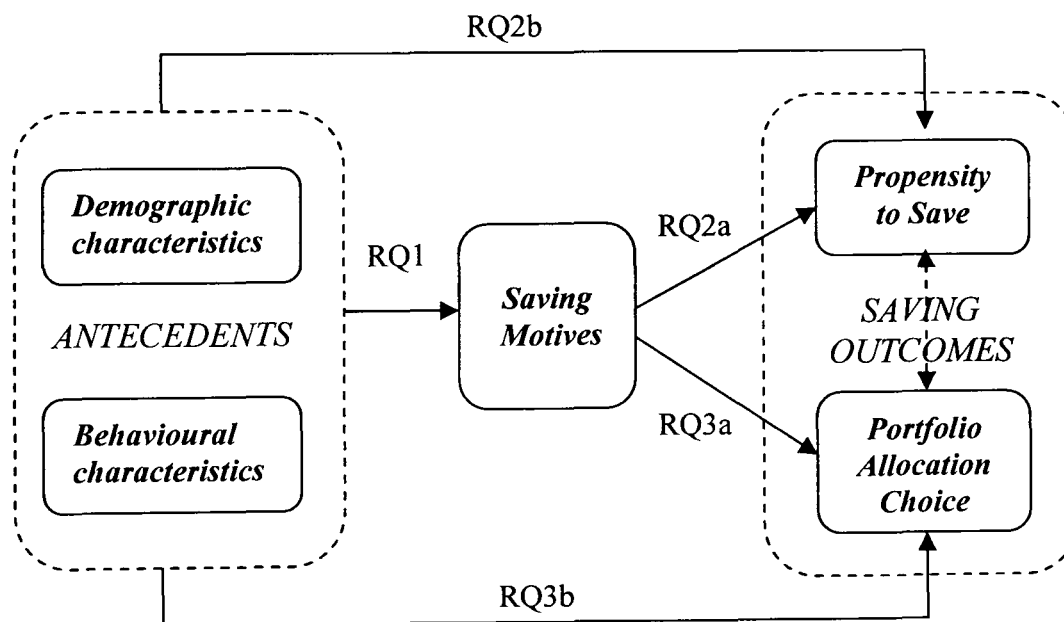 RQ2b
Demographic
characteristics
ANTECEDENTS
Behavioural
characteristics
RQ1
Saving
Motives
RQ2a
RQ3a
Propensity
to Save
SAVING
OUTCOMES
Portfolio
Allocation
Choice
RQ3b